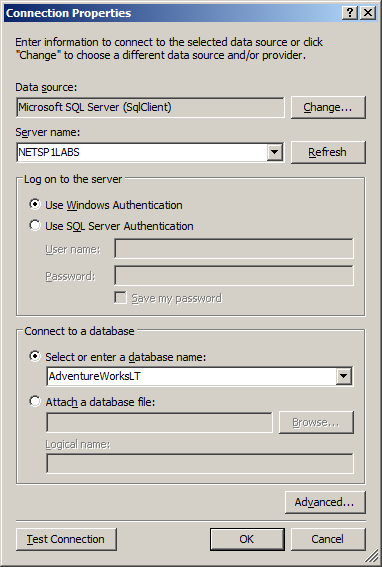 Connection Properties
Enter information to connect to the selected data source or click
"Change" to choose a different data source and/or provider.
Data source:
Microsoft SQL Server (SqlClient)
Change...
Server name:
NETSP1LABS
Refresh
Log on to the server
Use Windows Authentication
Use SQL Server Authentication
User name:
Password:
Save my password
Connect to a database
Select or enter a database name:
AdventureWorksLT
Attach a database file:
Browse...
Logical name:
Advanced...
Test Connection
OK
Cancel